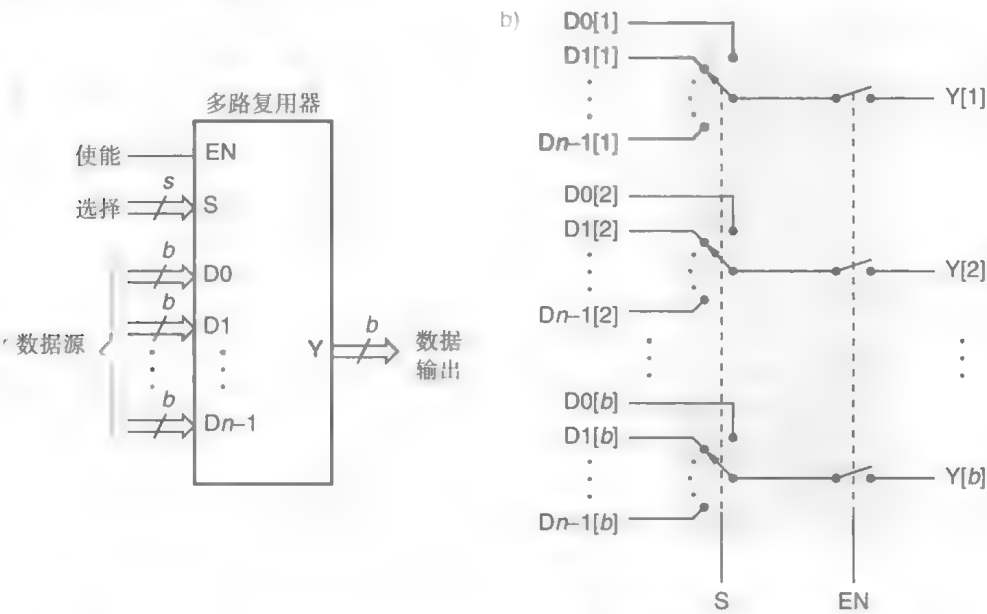 多路复用器
使能 EN
s
选择 S
b
D0
b
D1
数据源
b
Dn–1
Y
b
数据
输出
b)
D0[1]
D1[1]
Dn–1[1]
Y[1]
D0[2]
D1[2]
Dn–1[2]
Y[2]
D0[b]
D1[b]
Dn–1[b]
Y[b]
S EN